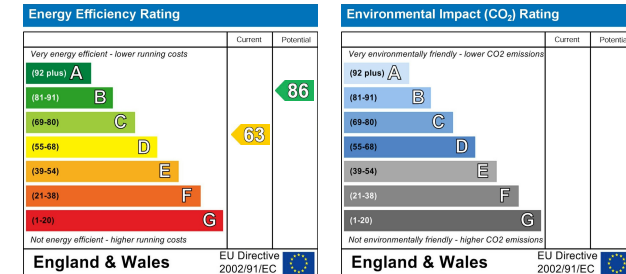 Energy Efficiency Rating
Current Potential
Very energy efficient - lower running costs
(92 plus) A
(81-91) B
(69-80) C
(55-68) D
(39-54) E
(21-38) F
(1-20) G
63
86
Not energy efficient - higher running costs
England & Wales
EU Directive
2002/91/EC
Environmental Impact (CO₂) Rating
Current Potential
Very environmentally friendly - lower CO2 emissions
(92 plus) A
(81-91) B
(69-80) C
(55-68) D
(39-54) E
(21-38) F
(1-20) G
Not environmentally friendly - higher CO2 emissions
England & Wales
EU Directive
2002/91/EC